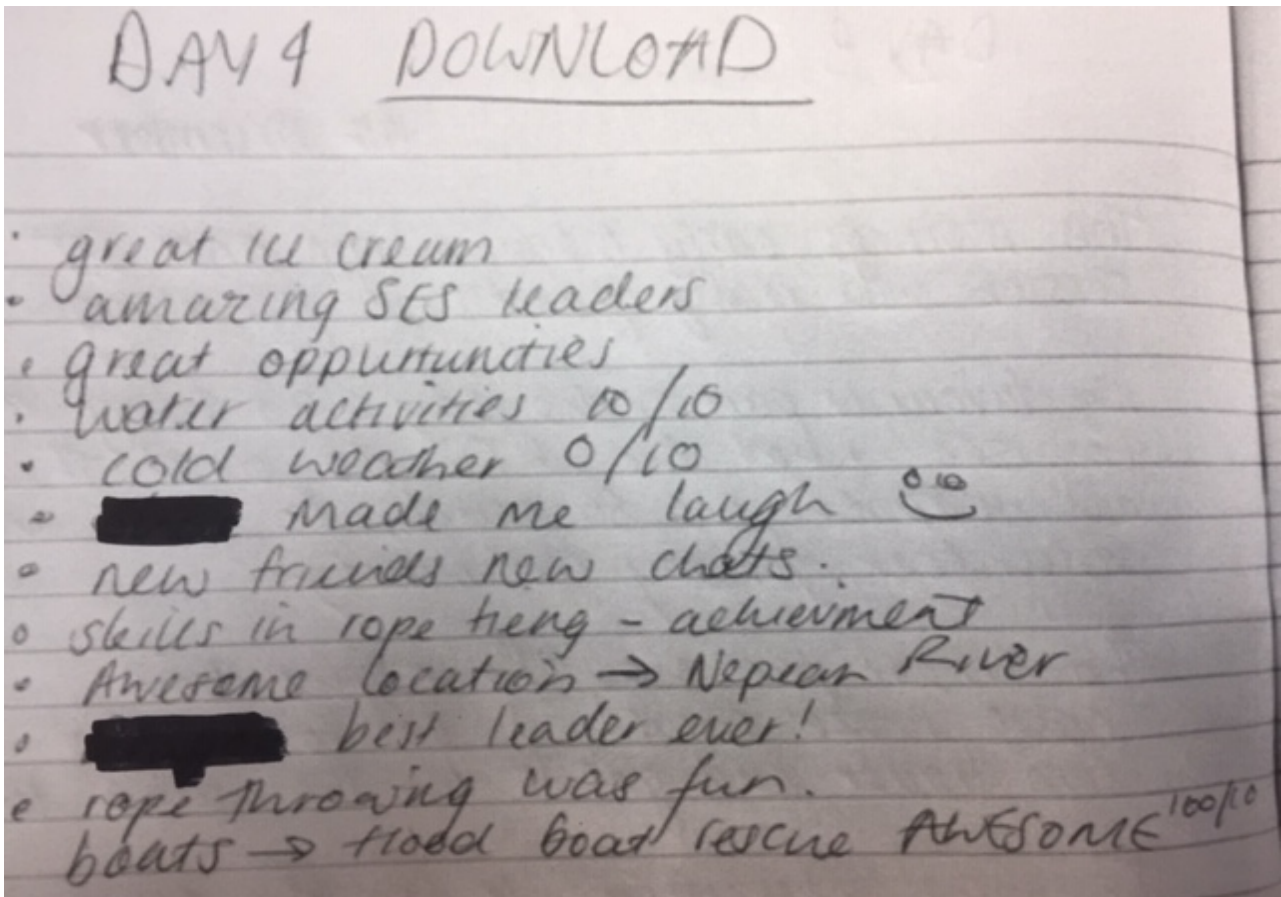 DAY 4 DOWNLOAD
• great ice cream
• amazing SES leaders
• great oppurtunities
• water activities 10/10
• cold weather 0/10
• made me laugh
• new friends new chats.
• skills in rope tieng - achievment
• Awesome location → Nepean River
• best leader ever!
• rope throwing was fun.
boats → flood boat rescue AWESOME 100/10